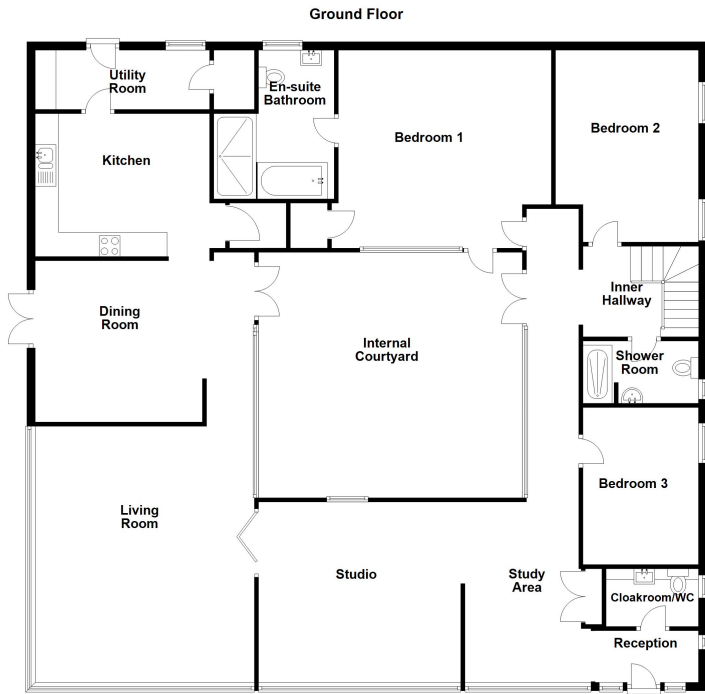 Ground Floor
Utility
Room
En-suite
Bathroom
Kitchen
Bedroom 1
Bedroom 2
Dining
Room
Internal
Courtyard
Inner
Hallway
Shower
Room
Living
Room
Bedroom 3
Studio
Study
Area
Cloakroom/WC
Reception